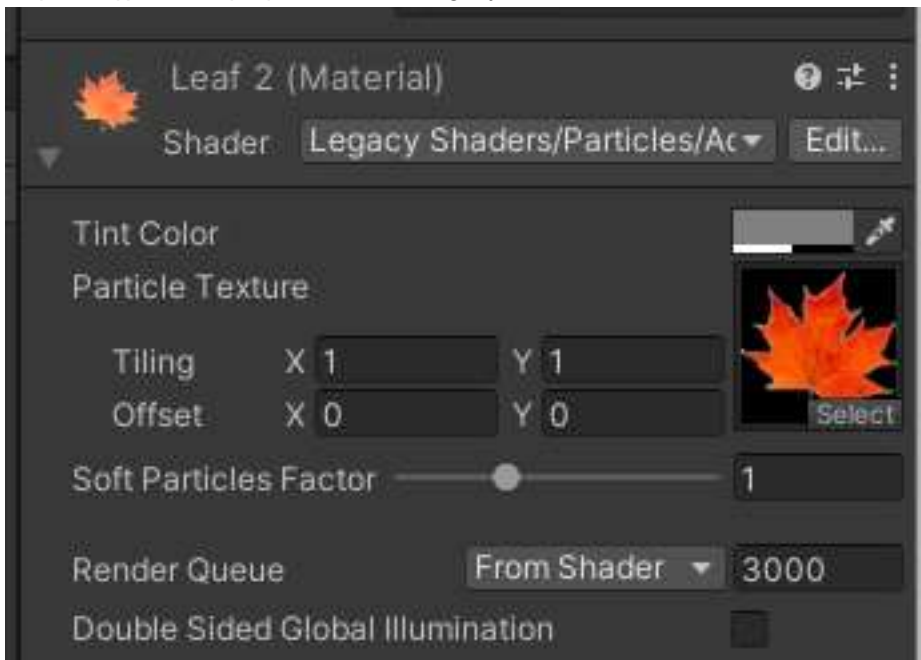 Leaf 2 (Material)
Shader Legacy Shaders/Particles/Ac Edit...
Tint Color
Particle Texture
Tiling X 1 Y 1
Offset X 0 Y 0
Select
Soft Particles Factor 1
Render Queue From Shader 3000
Double Sided Global Illumination